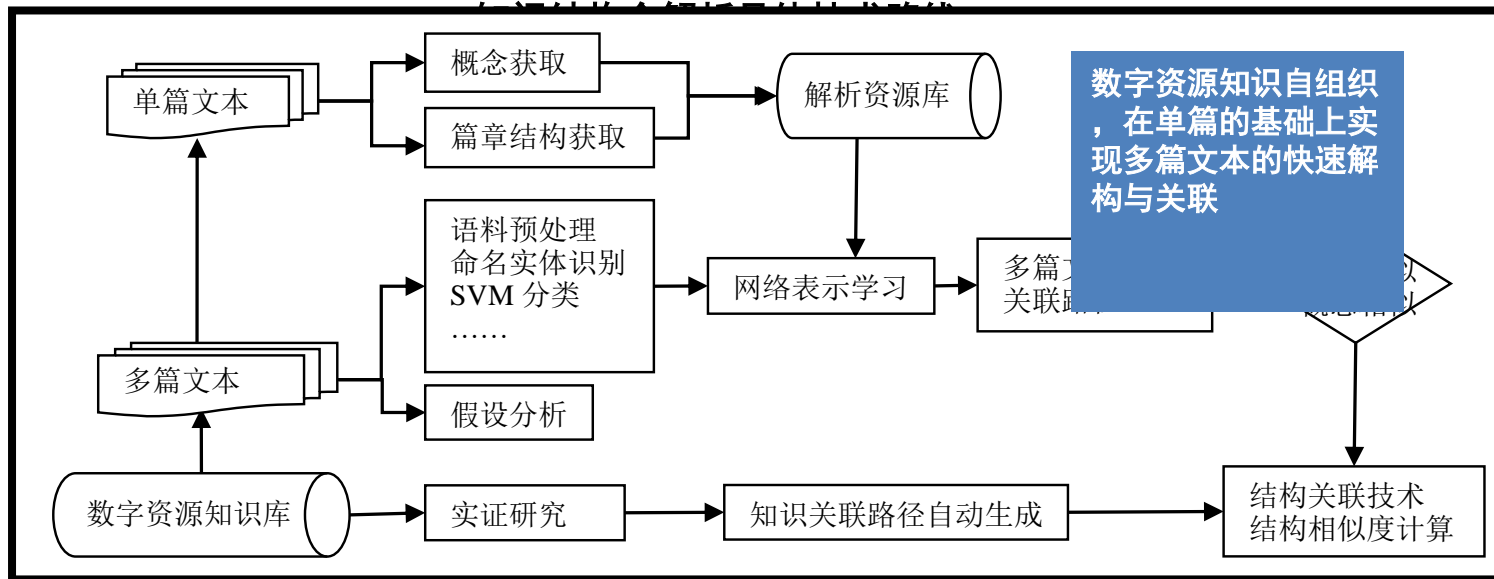 单篇文本
概念获取
篇章结构获取
解析资源库
数字资源知识自组织
，在单篇的基础上实
现多篇文本的快速解
构与关联
语料预处理
命名实体识别
SVM 分类
……
网络表示学习
多篇
关联
多篇文本
假设分析
数字资源知识库
实证研究
知识关联路径自动生成
结构关联技术
结构相似度计算